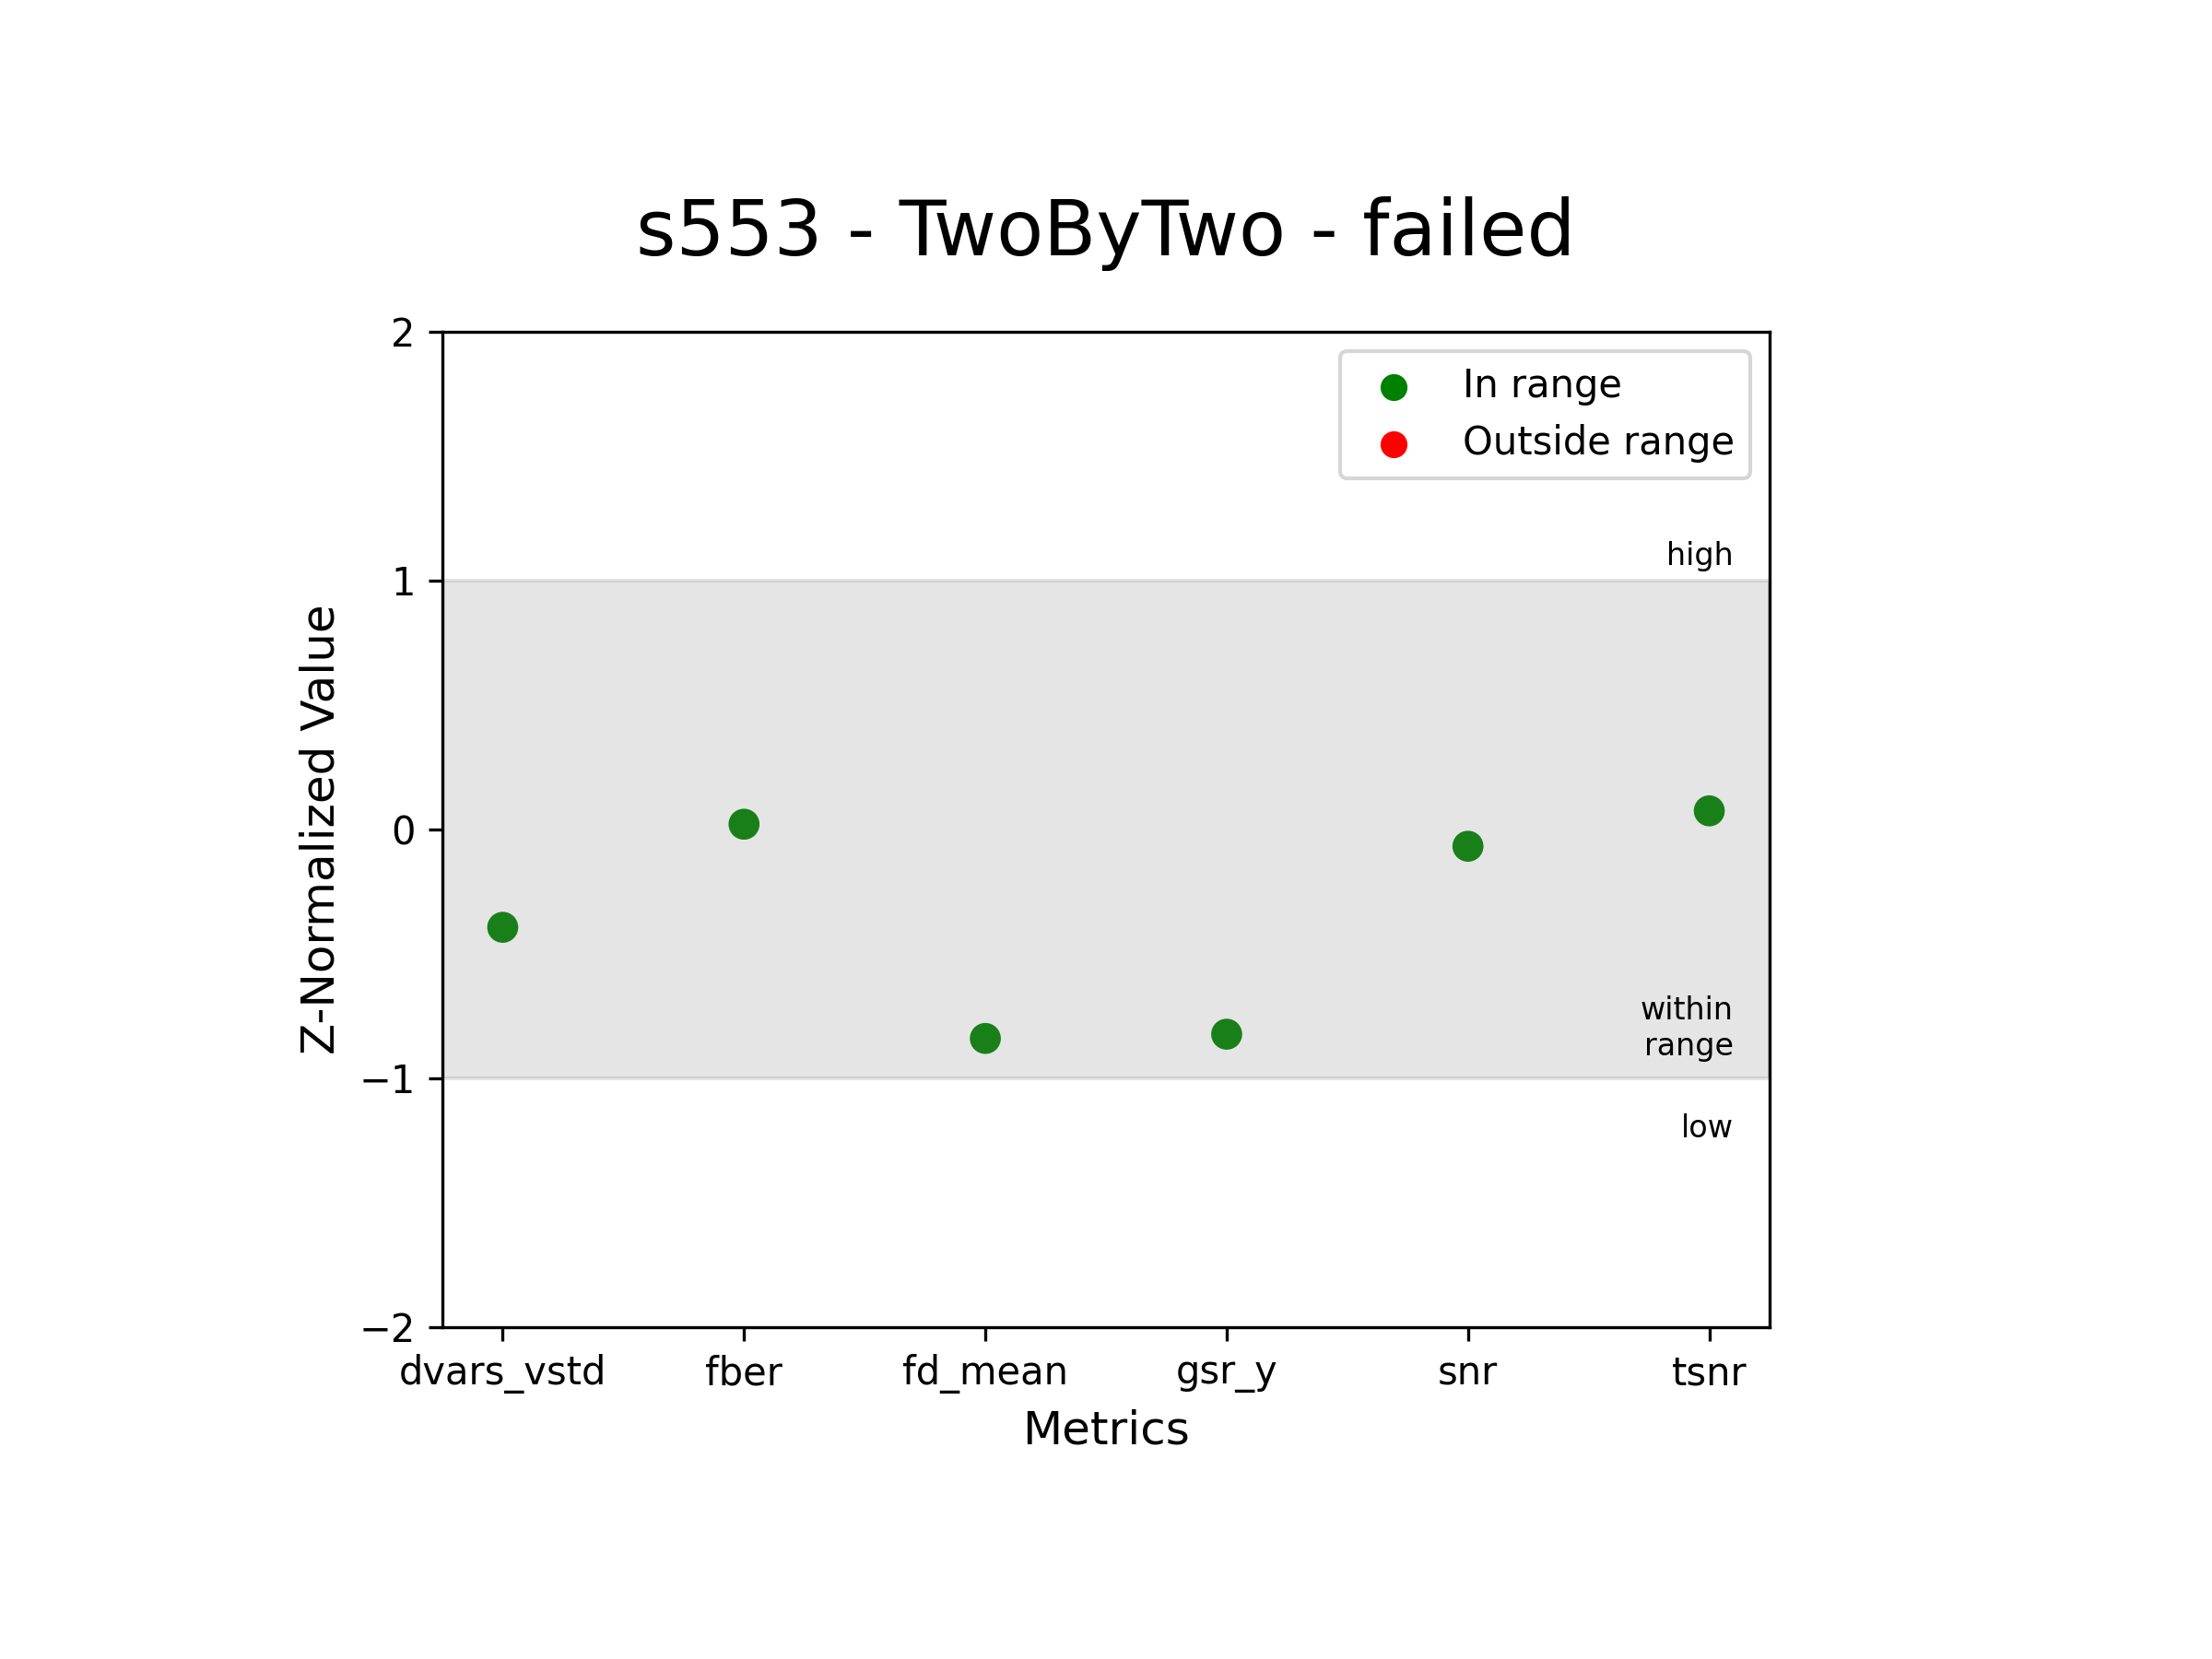 s553 - TwoByTwo - failed
2
In range
Outside range
high
1
Z-Normalized Value
0
within
range
−1
low
−2
dvars_vstd fber fd_mean gsr_y snr tsnr
Metrics